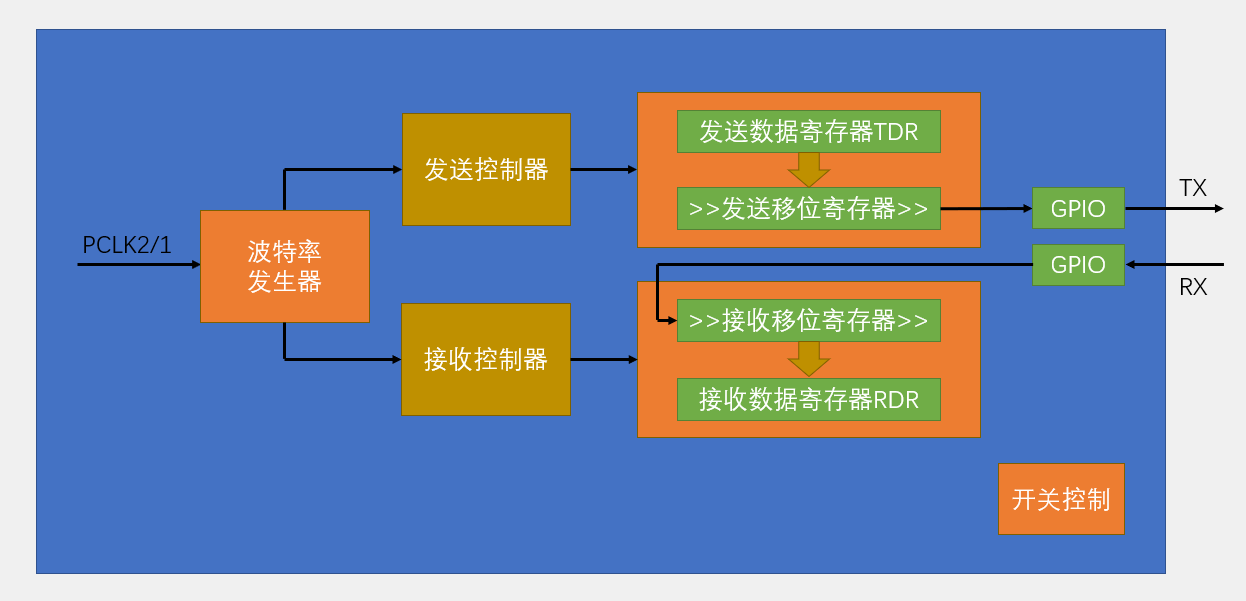 PCLK2/1
波特率
发生器
发送控制器
接收控制器
发送数据寄存器TDR
>>发送移位寄存器>>
>>接收移位寄存器>>
接收数据寄存器RDR
GPIO
TX
GPIO
RX
开关控制